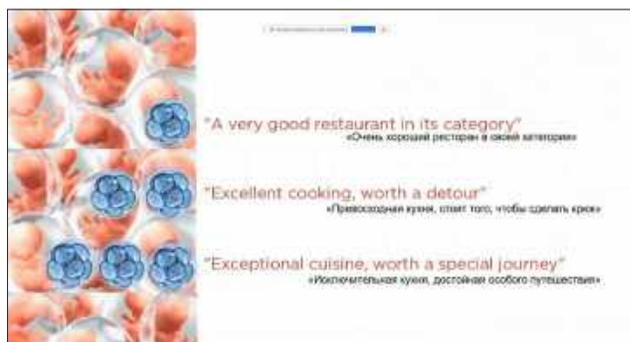 "A very good restaurant in its category"
«Очень хороший ресторан в своей категории»
"Excellent cooking, worth a detour"
«Превосходная кухня, стоит того, чтобы сделать крюк»
"Exceptional cuisine, worth a special journey"
«Исключительная кухня, достойная особого путешествия»